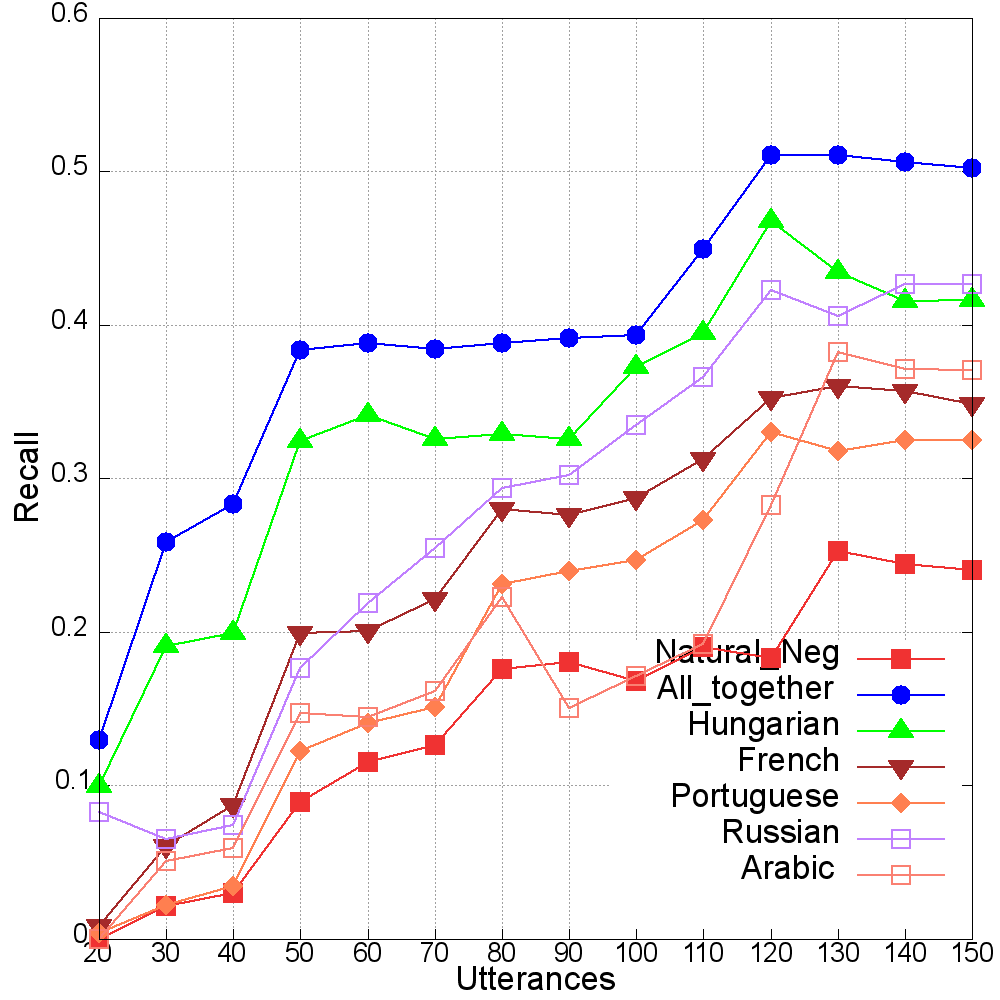 0.6
0.5
0.4
0.3
0.2
0.1
0
Recall
20 30 40 50 60 70 80 90 100 110 120 130 140 150
Utterances
Natural_Neg
All_together
Hungarian
French
Portuguese
Russian
Arabic